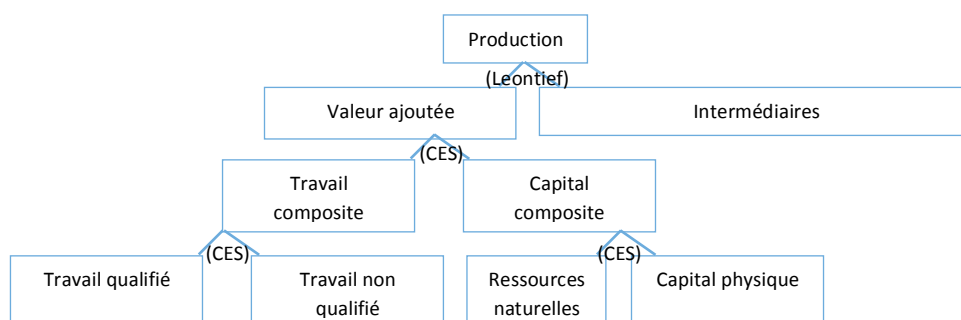 Production
(Leontief)
Valeur ajoutée
Intermédiaires
(CES)
Travail
composite
Capital
composite
(CES)
(CES)
Travail qualifié
Travail non
qualifié
Ressources
naturelles
Capital physique